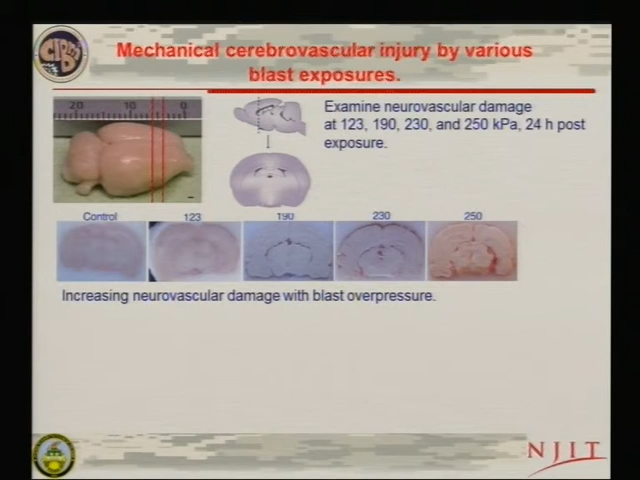 Mechanical cerebrovascular injury by various
blast exposures.
20 10 0
Examine neurovascular damage
at 123, 190, 230, and 250 kPa, 24 h post
exposure.
Control 123 190 230 250
Increasing neurovascular damage with blast overpressure.
NJIT